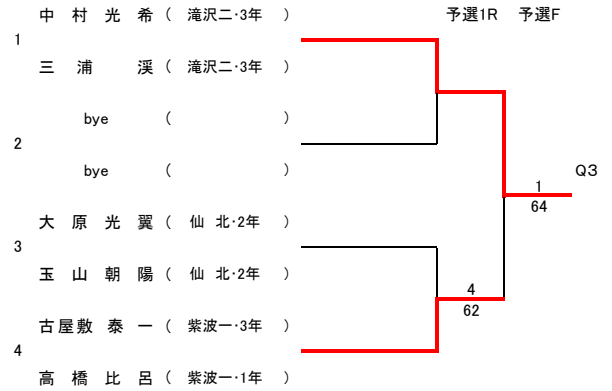 中 村 光 希 ( 滝沢二・3年 ) 予選1R 予選F
1
三 浦 渓 ( 滝沢二・3年 )
bye ( )
2
bye ( ) Q3
1
64
大 原 光 翼 ( 仙 北・2年 )
3
玉 山 朝 陽 ( 仙 北・2年 )
4
62
古屋敷 泰 一 ( 紫波一・3年 )
4
高 橋 比 呂 ( 紫波一・1年 )